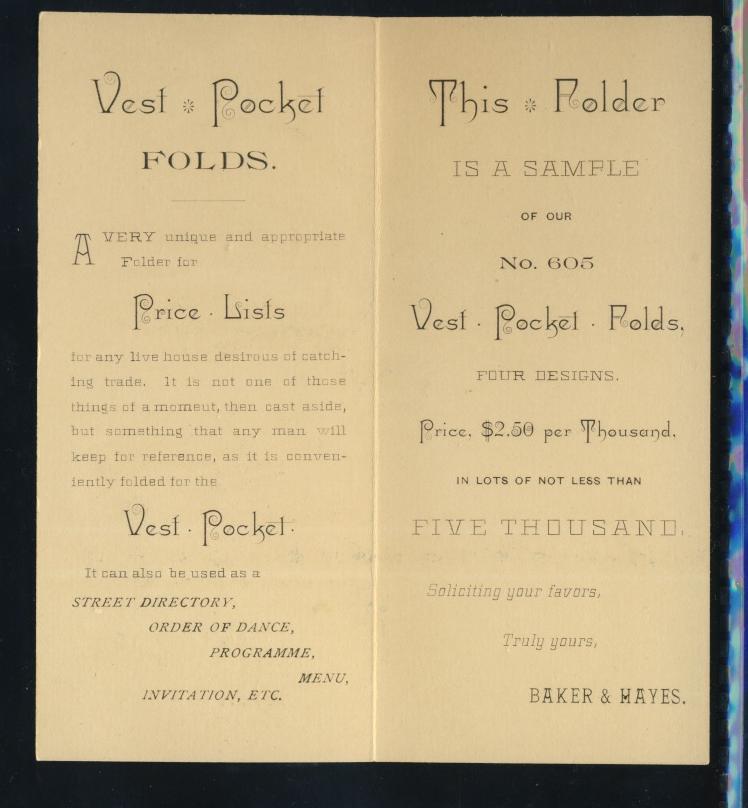 Vest Pocket
FOLDS.
A VERY unique and appropriate
Folder for
Price · Lists
for any live house desirous of catch-
ing trade. It is not one of those
things of a momeut, then cast aside,
but something that any man will
keep for reference, as it is conven-
iently folded for the
Vest · Pocket ·
It can also be used as a
STREET DIRECTORY,
ORDER OF DANCE,
PROGRAMME,
MENU,
INVITATION, ETC.
This Folder
IS A SAMPLE
OF OUR
No. 605
Vest · Pocket · Folds,
FOUR DESIGNS.
Price, $2.50 per Thousand,
IN LOTS OF NOT LESS THAN
FIVE THOUSAND.
Soliciting your favors,
Truly yours,
BAKER & HAYES.